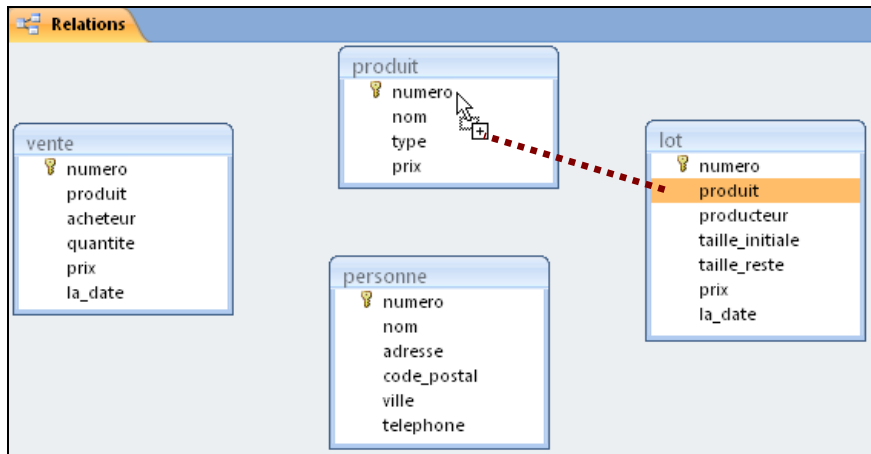 Relations
produit
numero
nom
type
prix
vente
numero
produit
acheteur
quantite
prix
la_date
lot
numero
produit
producteur
taille_initiale
taille_reste
prix
la_date
personne
numero
nom
adresse
code_postal
ville
telephone